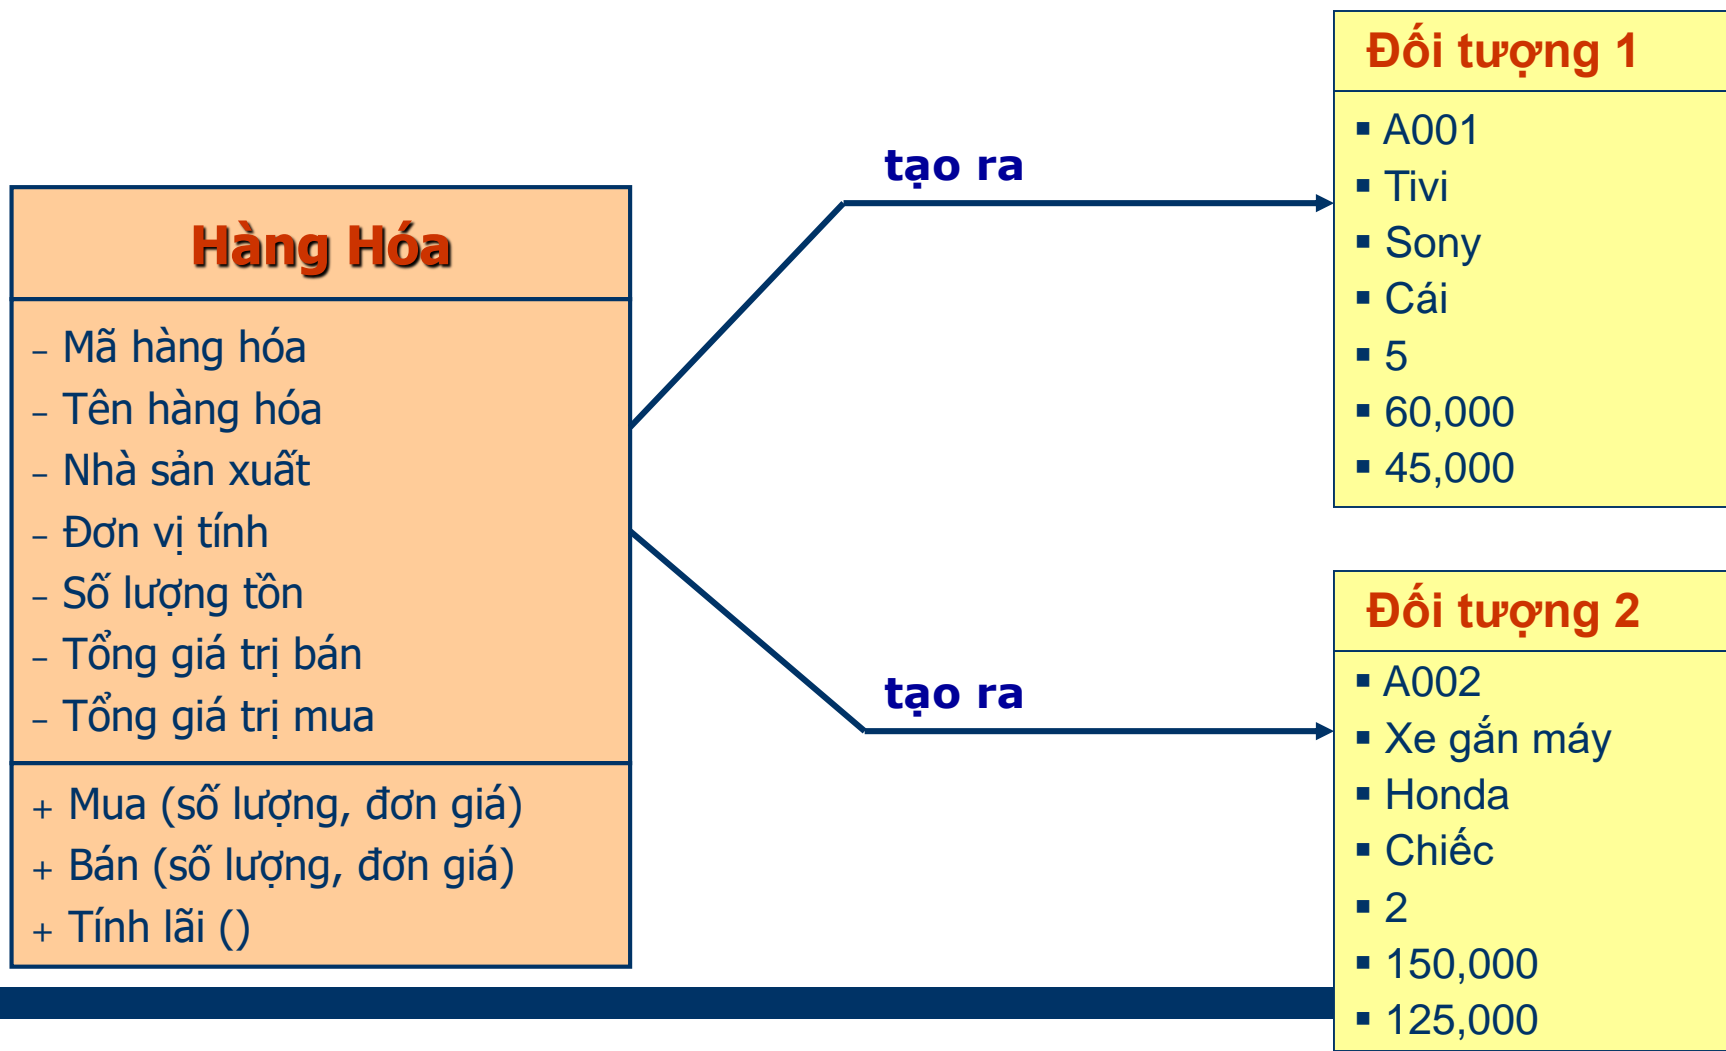 Hàng Hóa
– Mã hàng hóa
– Tên hàng hóa
– Nhà sản xuất
– Đơn vị tính
– Số lượng tồn
– Tổng giá trị bán
– Tổng giá trị mua
+ Mua (số lượng, đơn giá)
+ Bán (số lượng, đơn giá)
+ Tính lãi ()
tạo ra
tạo ra
Đối tượng 1
▪ A001
▪ Tivi
▪ Sony
▪ Cái
▪ 5
▪ 60,000
▪ 45,000
Đối tượng 2
▪ A002
▪ Xe gắn máy
▪ Honda
▪ Chiếc
▪ 2
▪ 150,000
▪ 125,000